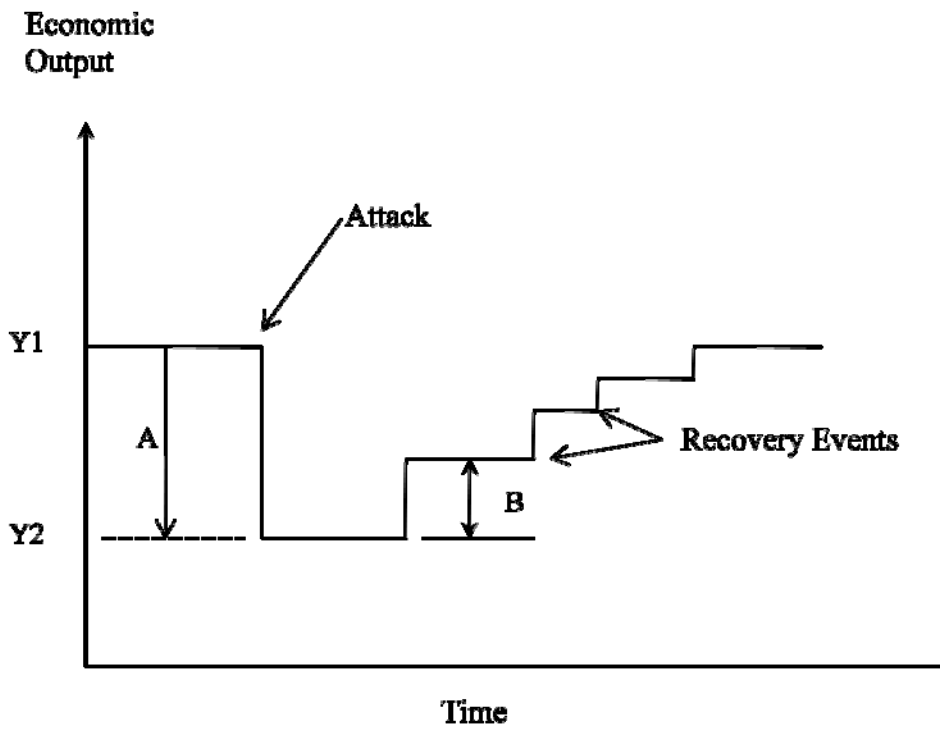 Economic
Output
Attack
Y1
A
Recovery Events
B
Y2
Time